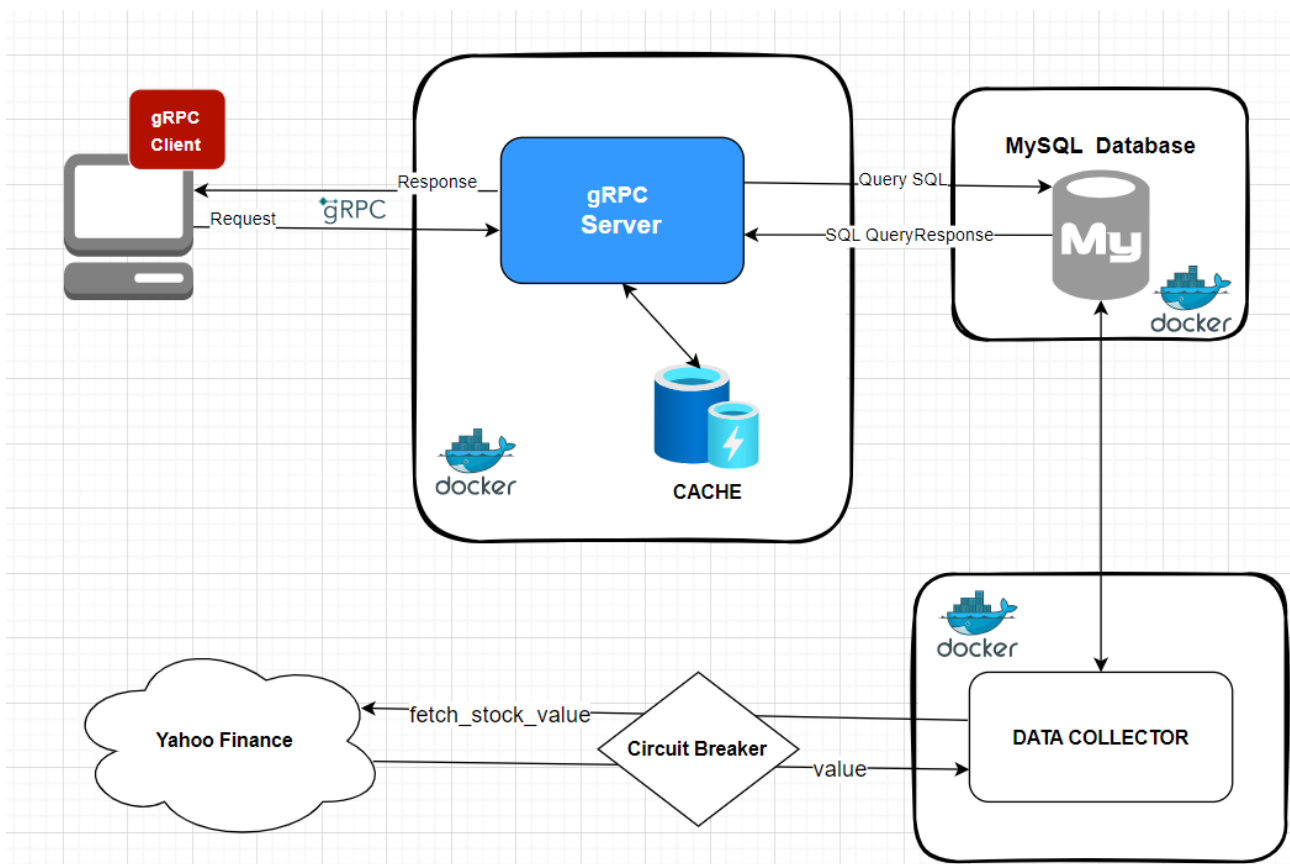 gRPC
Client
Response
Request
gRPC
gRPC
Server
CACHE
docker
Query SQL
SQL QueryResponse
MySQL  Database
My
docker
docker
DATA COLLECTOR
fetch_stock_value
Circuit Breaker
value
Yahoo Finance